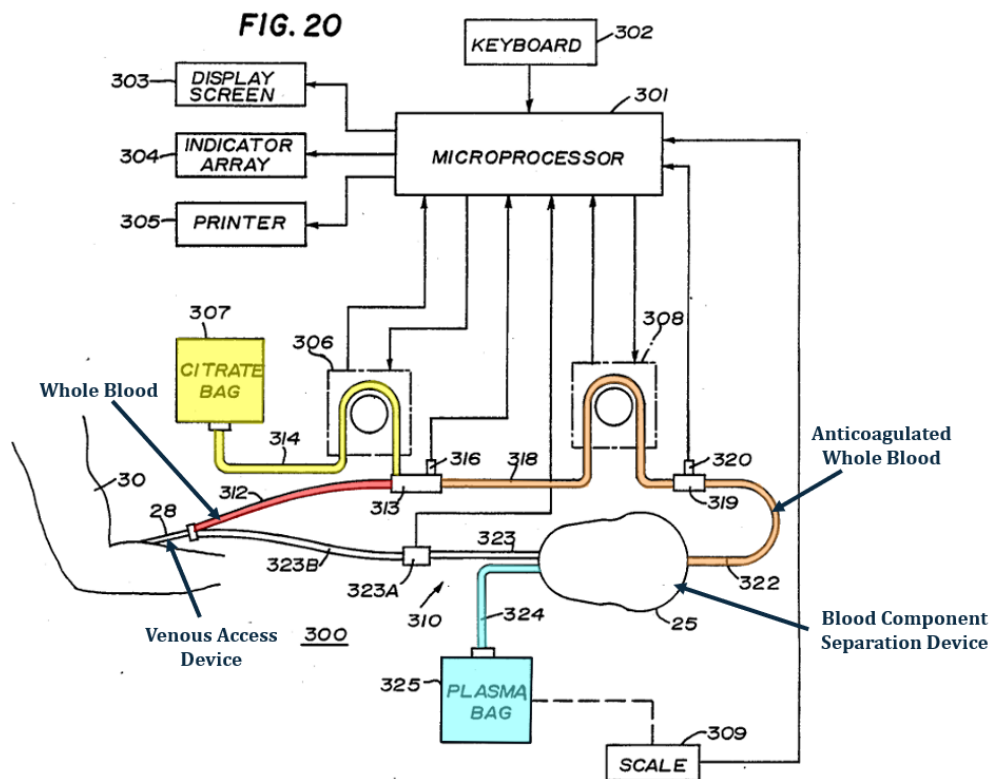 FIG. 20
KEYBOARD
302
303
DISPLAY
SCREEN
301
304
INDICATOR
ARRAY
MICROPROCESSOR
305
PRINTER
307
306
308
CITRATE
BAG
Whole Blood
Anticoagulated
Whole Blood
314
316
320
30
312
318
313
319
28
323
323B
322
323A
310
324
25
Venous Access
Device
300
Blood Component
Separation Device
325
PLASMA
BAG
309
SCALE